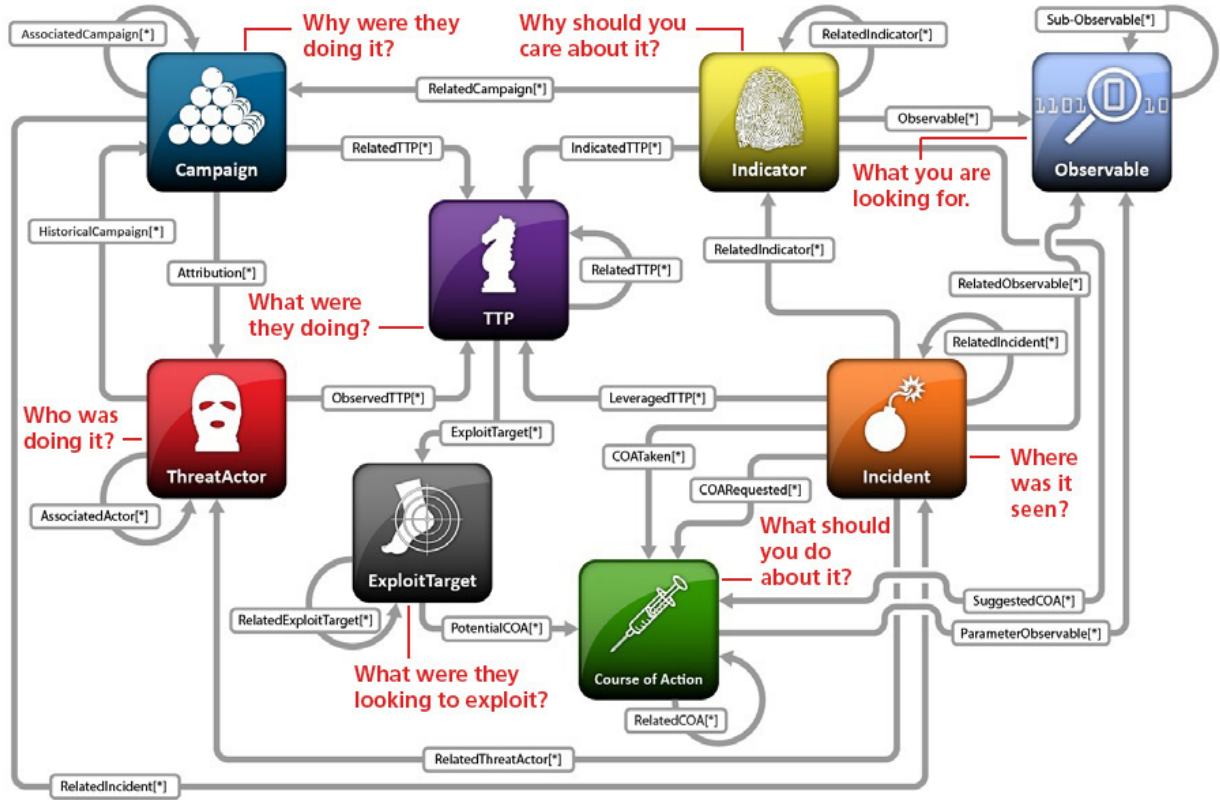 AssociatedCampaign[*]
Why were they
doing it?
Why should you
care about it?
RelatedIndicator[*]
Sub-Observable[*]
RelatedCampaign[*]
1101 0 10
Observable[*]
Campaign
RelatedTTP[*]
IndicatedTTP[*]
Indicator
What you are
looking for.
Observable
HistoricalCampaign[*]
Attribution[*]
RelatedTTP[*]
RelatedIndicator[*]
RelatedObservable[*]
What were
they doing?
TTP
RelatedIncident[*]
Who was
doing it?
ObservedTTP[*]
LeveragedTTP[*]
ExploitTarget[*]
COATaken[*]
ThreatActor
Incident
Where
was it
seen?
COARequested[*]
AssociatedActor[*]
What should
you do
about it?
ExploitTarget
SuggestedCOA[*]
RelatedExploitTarget[*]
PotentialCOA[*]
ParameterObservable[*]
What were they
looking to exploit?
Course of Action
RelatedCOA[*]
RelatedThreatActor[*]
RelatedIncident[*]